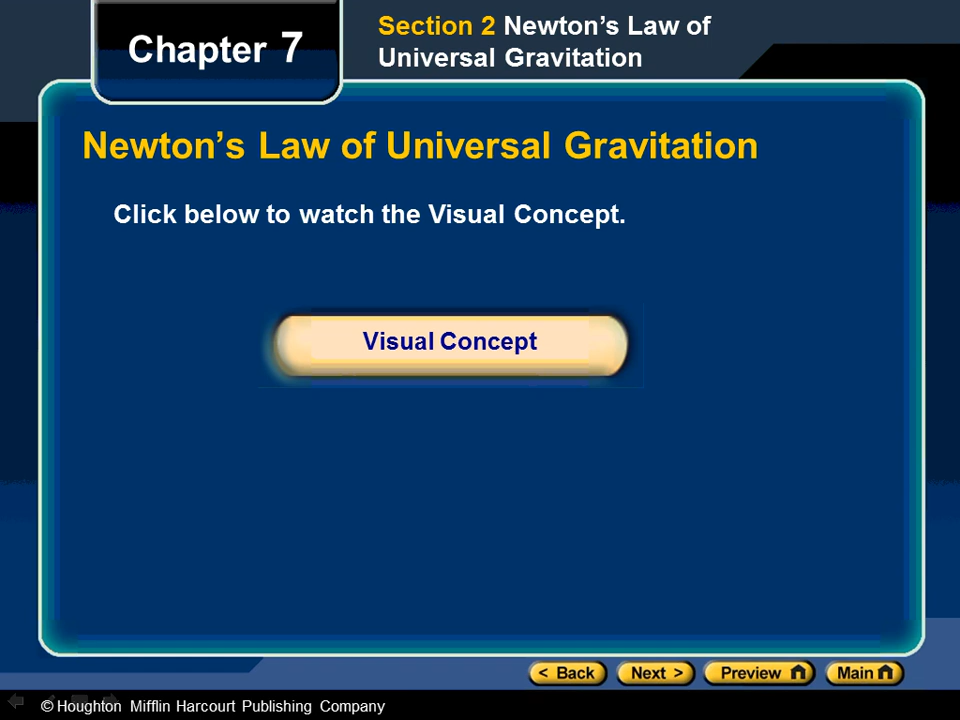 Chapter 7
Section 2 Newton’s Law of
Universal Gravitation
Newton’s Law of Universal Gravitation
Click below to watch the Visual Concept.
Visual Concept
< Back
Next >
Preview
Main
© Houghton Mifflin Harcourt Publishing Company